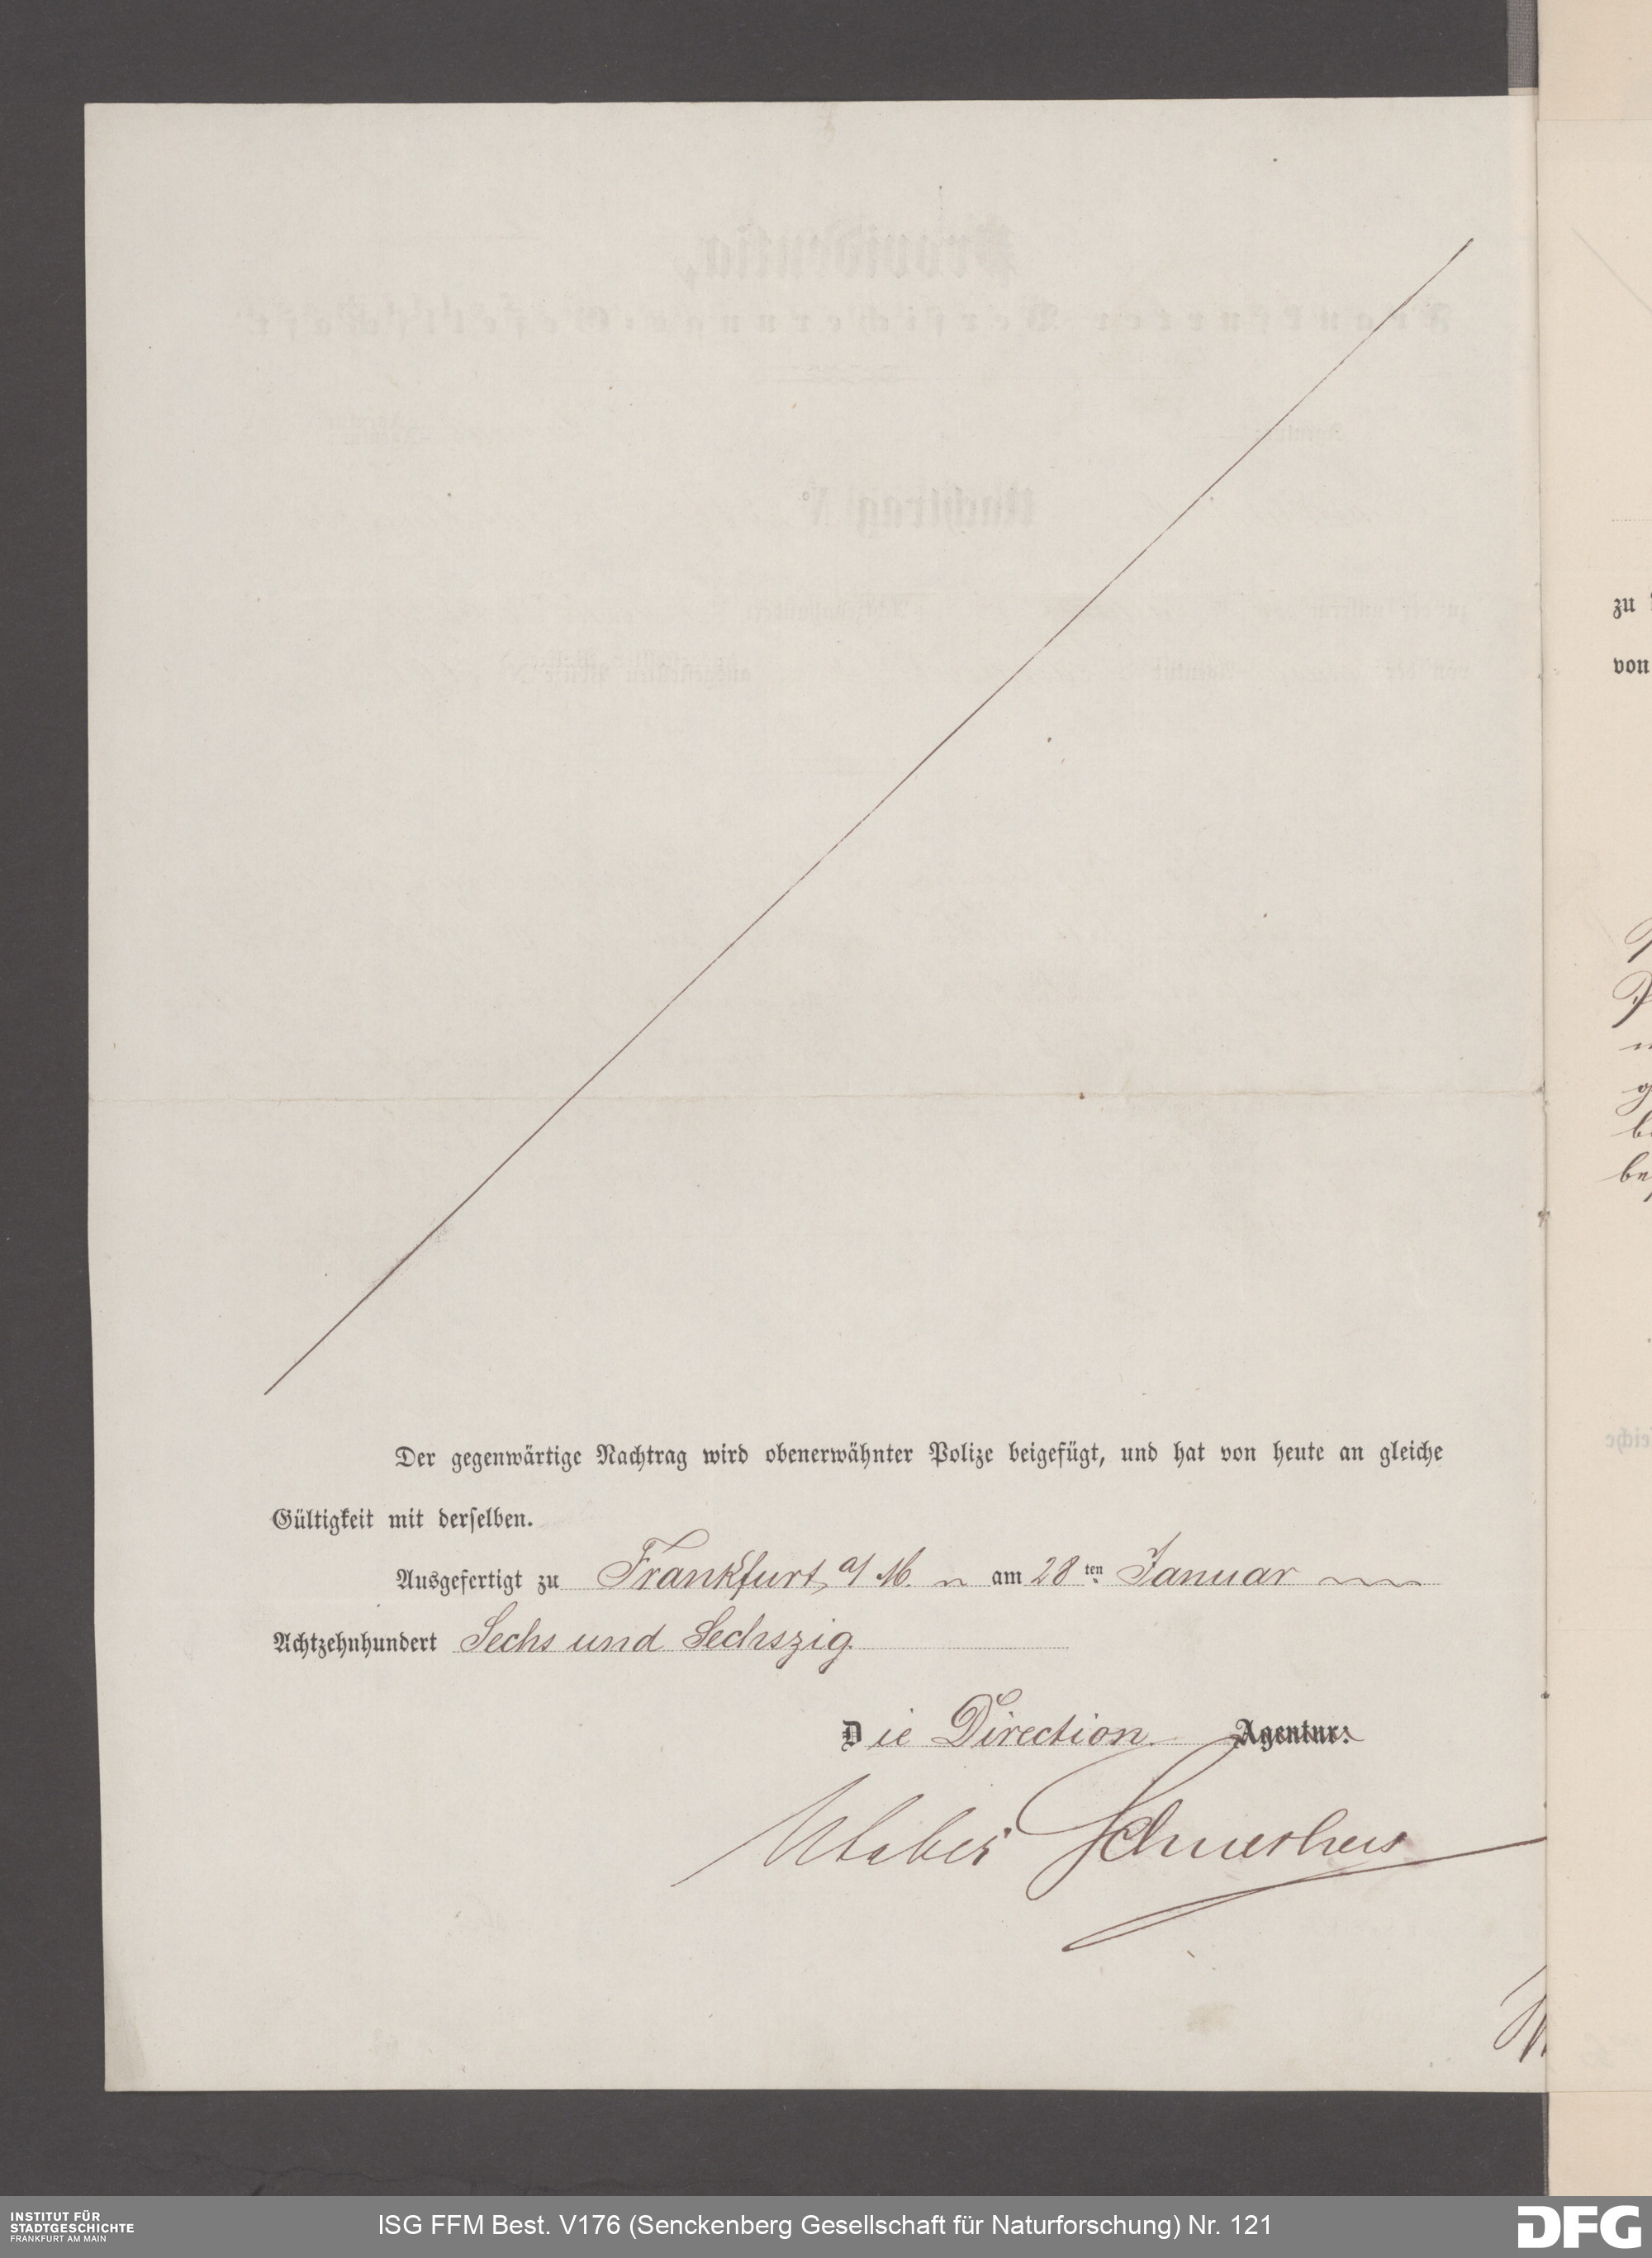 Der gegenwärtige Nachtrag wird obenerwähnter Polize beigefügt, und hat von heute an gleiche
Gültigkeit mit derselben.
Ausgefertigt zu Frankfurt a/M. am 28ten Januar
Achtzehnhundert Sechs und Sechszig
Die Direction. Agentur:
zu
von
INSTITUT FÜR
STADTGESCHICHTE
FRANKFURT AM MAIN
ISG FFM Best. V176 (Senckenberg Gesellschaft für Naturforschung) Nr. 121
DFG